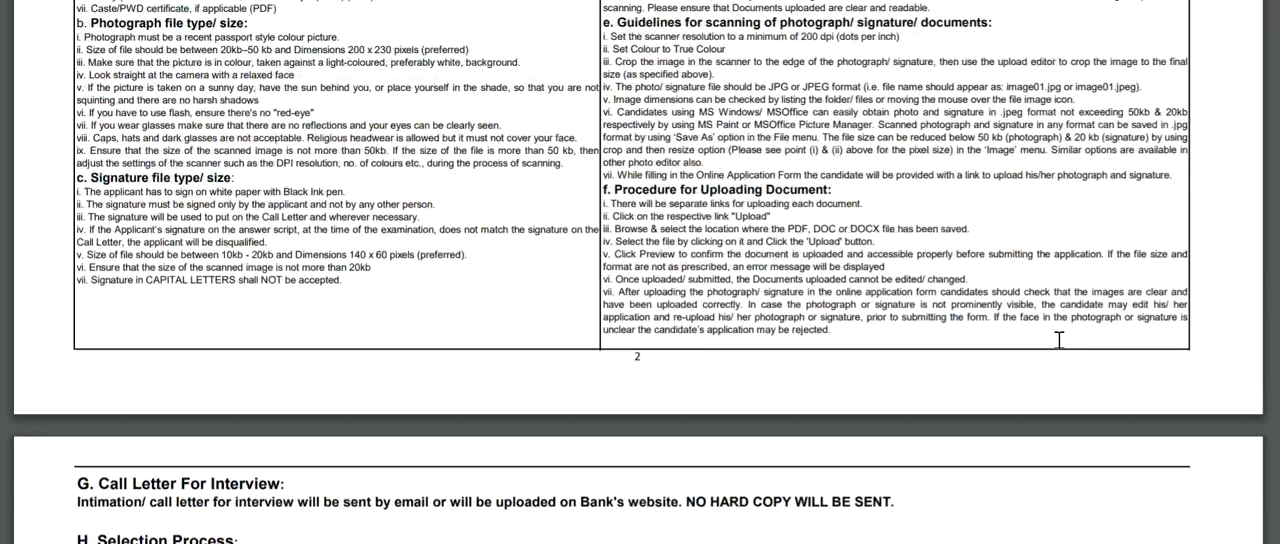 vii. Caste/PWD certificate, if applicable (PDF)
b. Photograph file type/ size:
i. Photograph must be a recent passport style colour picture.
ii. Size of file should be between 20kb–50 kb and Dimensions 200 x 230 pixels (preferred)
iii. Make sure that the picture is in colour, taken against a light-coloured, preferably white, background.
iv. Look straight at the camera with a relaxed face
v. If the picture is taken on a sunny day, have the sun behind you, or place yourself in the shade, so that you are not
squinting and there are no harsh shadows
vi. If you have to use flash, ensure there's no "red-eye"
vii. If you wear glasses make sure that there are no reflections and your eyes can be clearly seen.
viii. Caps, hats and dark glasses are not acceptable. Religious headwear is allowed but it must not cover your face.
ix. Ensure that the size of the scanned image is not more than 50kb. If the size of the file is more than 50 kb, then
adjust the settings of the scanner such as the DPI resolution, no. of colours etc., during the process of scanning.
c. Signature file type/ size:
i. The applicant has to sign on white paper with Black Ink pen.
ii. The signature must be signed only by the applicant and not by any other person.
iii. The signature will be used to put on the Call Letter and wherever necessary.
iv. If the Applicant's signature on the answer script, at the time of the examination, does not match the signature on the
Call Letter, the applicant will be disqualified.
v. Size of file should be between 10kb - 20kb and Dimensions 140 x 60 pixels (preferred).
vi. Ensure that the size of the scanned image is not more than 20kb
vii. Signature in CAPITAL LETTERS shall NOT be accepted.
scanning. Please ensure that Documents uploaded are clear and readable.
e. Guidelines for scanning of photograph/ signature/ documents:
i. Set the scanner resolution to a minimum of 200 dpi (dots per inch)
ii. Set Colour to True Colour
iii. Crop the image in the scanner to the edge of the photograph/ signature, then use the upload editor to crop the image to the final
size (as specified above).
iv. The photo/ signature file should be JPG or JPEG format (i.e. file name should appear as: image01.jpg or image01.jpeg).
v. Image dimensions can be checked by listing the folder/ files or moving the mouse over the file image icon.
vi. Candidates using MS Windows/ MSOffice can easily obtain photo and signature in .jpeg format not exceeding 50kb & 20kb
respectively by using MS Paint or MSOffice Picture Manager. Scanned photograph and signature in any format can be saved in .jpg
format by using 'Save As' option in the File menu. The file size can be reduced below 50 kb (photograph) & 20 kb (signature) by using
crop and then resize option (Please see point (i) & (ii) above for the pixel size) in the 'Image' menu. Similar options are available in
other photo editor also.
vii. While filling in the Online Application Form the candidate will be provided with a link to upload his/her photograph and signature.
f. Procedure for Uploading Document:
i. There will be separate links for uploading each document.
ii. Click on the respective link "Upload"
iii. Browse & select the location where the PDF, DOC or DOCX file has been saved.
iv. Select the file by clicking on it and Click the 'Upload' button.
v. Click Preview to confirm the document is uploaded and accessible properly before submitting the application. If the file size and
format are not as prescribed, an error message will be displayed
vi. Once uploaded/ submitted, the Documents uploaded cannot be edited/ changed.
vii. After uploading the photograph/ signature in the online application form candidates should check that the images are clear and
have been uploaded correctly. In case the photograph or signature is not prominently visible, the candidate may edit his/ her
application and re-upload his/ her photograph or signature, prior to submitting the form. If the face in the photograph or signature is
unclear the candidate's application may be rejected.
2
G. Call Letter For Interview:
Intimation/ call letter for interview will be sent by email or will be uploaded on Bank's website. NO HARD COPY WILL BE SENT.
H. Selection Process: